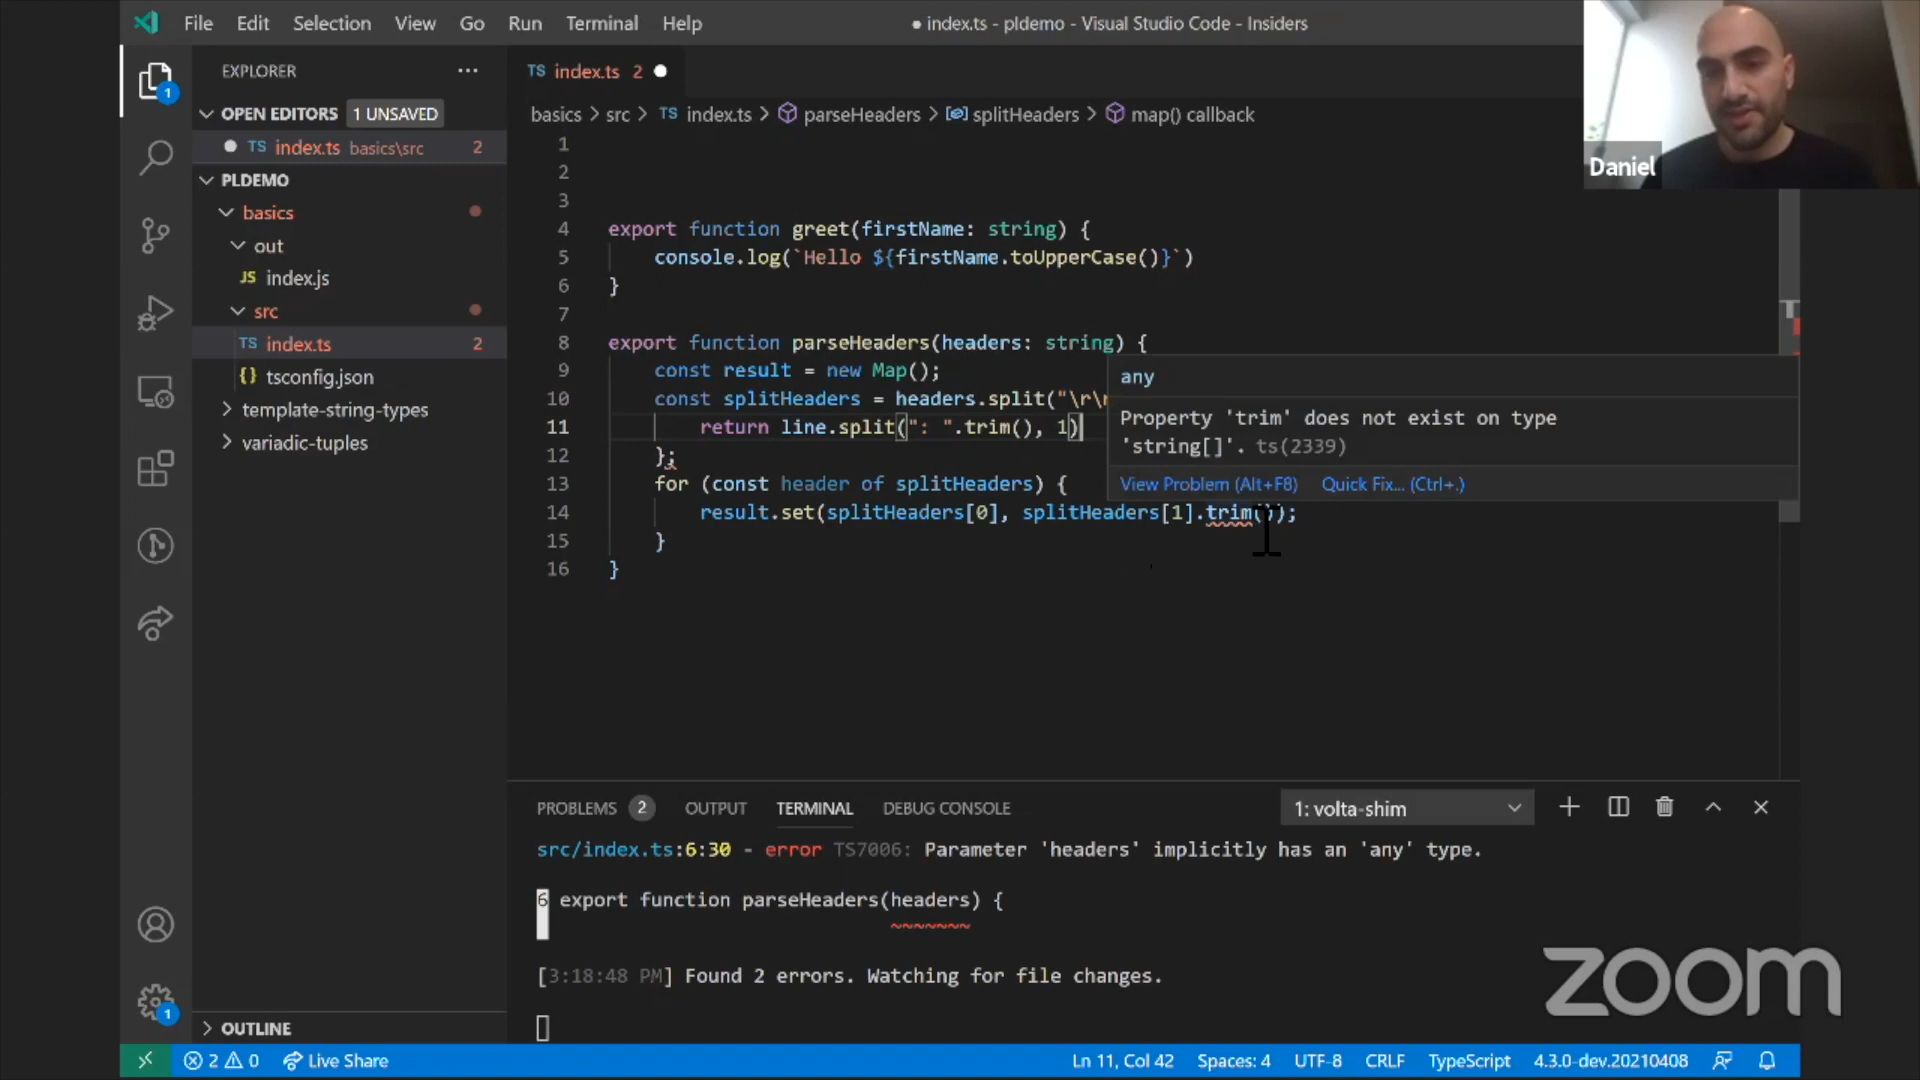 File Edit Selection View Go Run Terminal Help
● index.ts - pldemo - Visual Studio Code - Insiders
EXPLORER ...
OPEN EDITORS 1 UNSAVED
TS index.ts basics\src 2
PLDEMO
basics
out
JS index.js
src
TS index.ts 2
{} tsconfig.json
template-string-types
variadic-tuples
OUTLINE
1
1
TS index.ts 2
basics > src > TS index.ts > parseHeaders > splitHeaders > map() callback
1
2
3
4 export function greet(firstName: string) {
5 console.log(`Hello ${firstName.toUpperCase()}`)
6 }
7
8 export function parseHeaders(headers: string) {
9 const result = new Map();
10 const splitHeaders = headers.split("\r\
11 return line.split(": ".trim(), 1)
12 };
13 for (const header of splitHeaders) {
14 result.set(splitHeaders[0], splitHeaders[1].trim());
15 }
16 }
any
Property 'trim' does not exist on type
'string[]'. ts(2339)
View Problem (Alt+F8) Quick Fix... (Ctrl+.)
Daniel
PROBLEMS 2 OUTPUT TERMINAL DEBUG CONSOLE 1: volta-shim
src/index.ts:6:30 - error TS7006: Parameter 'headers' implicitly has an 'any' type.
6 export function parseHeaders(headers) {
~~~~~~~
[3:18:48 PM] Found 2 errors. Watching for file changes.
zoom
2 0 Live Share Ln 11, Col 42 Spaces: 4 UTF-8 CRLF TypeScript 4.3.0-dev.20210408